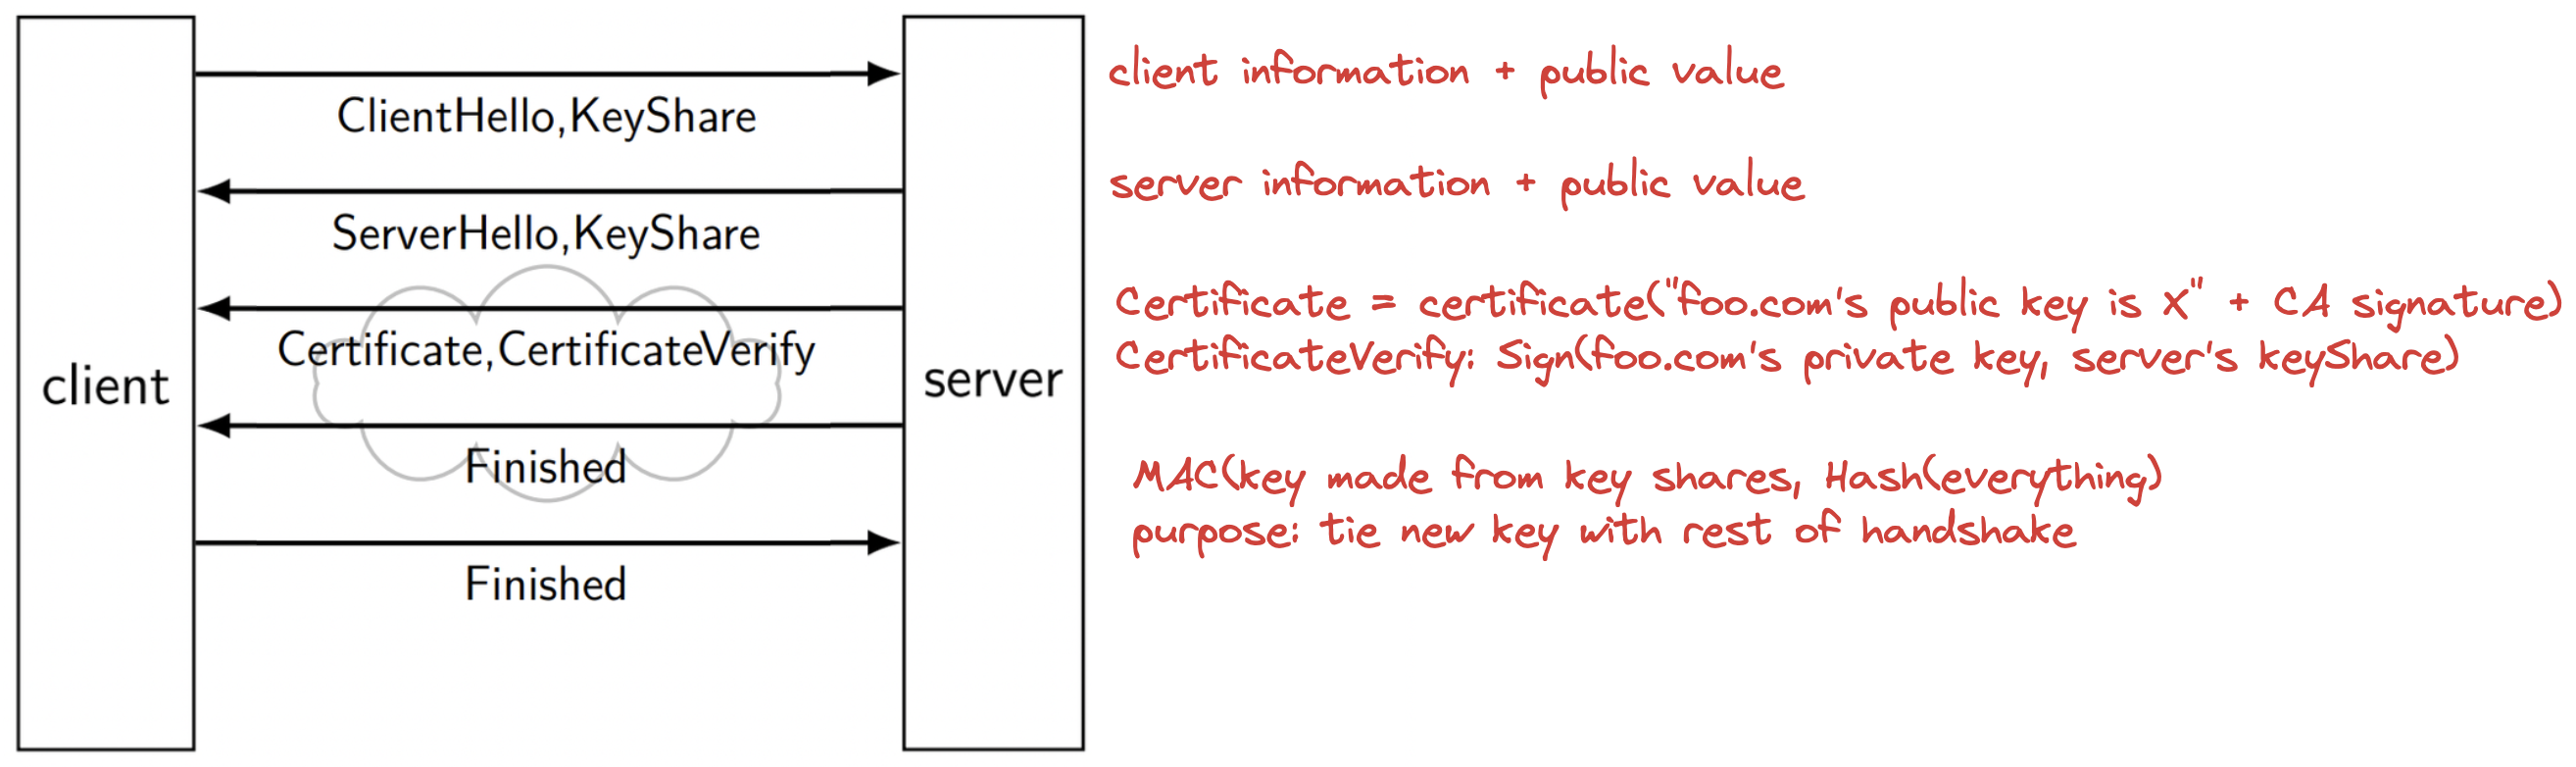 client information + public value
ClientHello,KeyShare
server information + public value
ServerHello,KeyShare
Certificate = certificate("foo.com's public key is X" + CA signature)
Certificate,CertificateVerify
CertificateVerify: Sign(foo.com's private key, server's keyShare)
client
server
Finished
MAC(key made from key shares, Hash(everything)
purpose: tie new key with rest of handshake
Finished